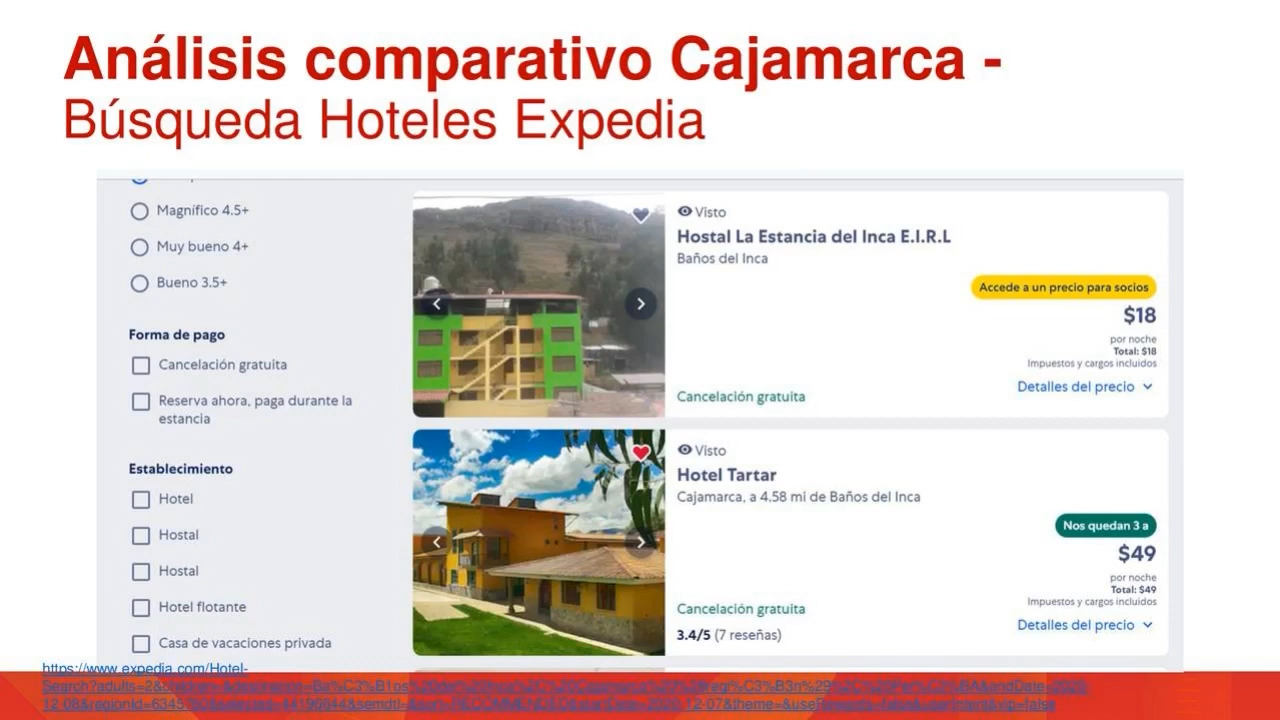 Análisis comparativo Cajamarca -
Búsqueda Hoteles Expedia
Magnífico 4.5+
Muy bueno 4+
Bueno 3.5+
Forma de pago
Cancelación gratuita
Reserva ahora, paga durante la
estancia
Establecimiento
Hotel
Hostal
Hostal
Hotel flotante
Casa de vacaciones privada
Visto
Hostal La Estancia del Inca E.I.R.L
Baños del Inca
Accede a un precio para socios
$18
por noche
Total: $18
Impuestos y cargos incluidos
Detalles del precio
Cancelación gratuita
Visto
Hotel Tartar
Cajamarca, a 4.58 mi de Baños del Inca
Nos quedan 3 a
$49
por noche
Total: $49
Impuestos y cargos incluidos
Detalles del precio
Cancelación gratuita
3.4/5 (7 reseñas)
https://www.expedia.com/Hotel-